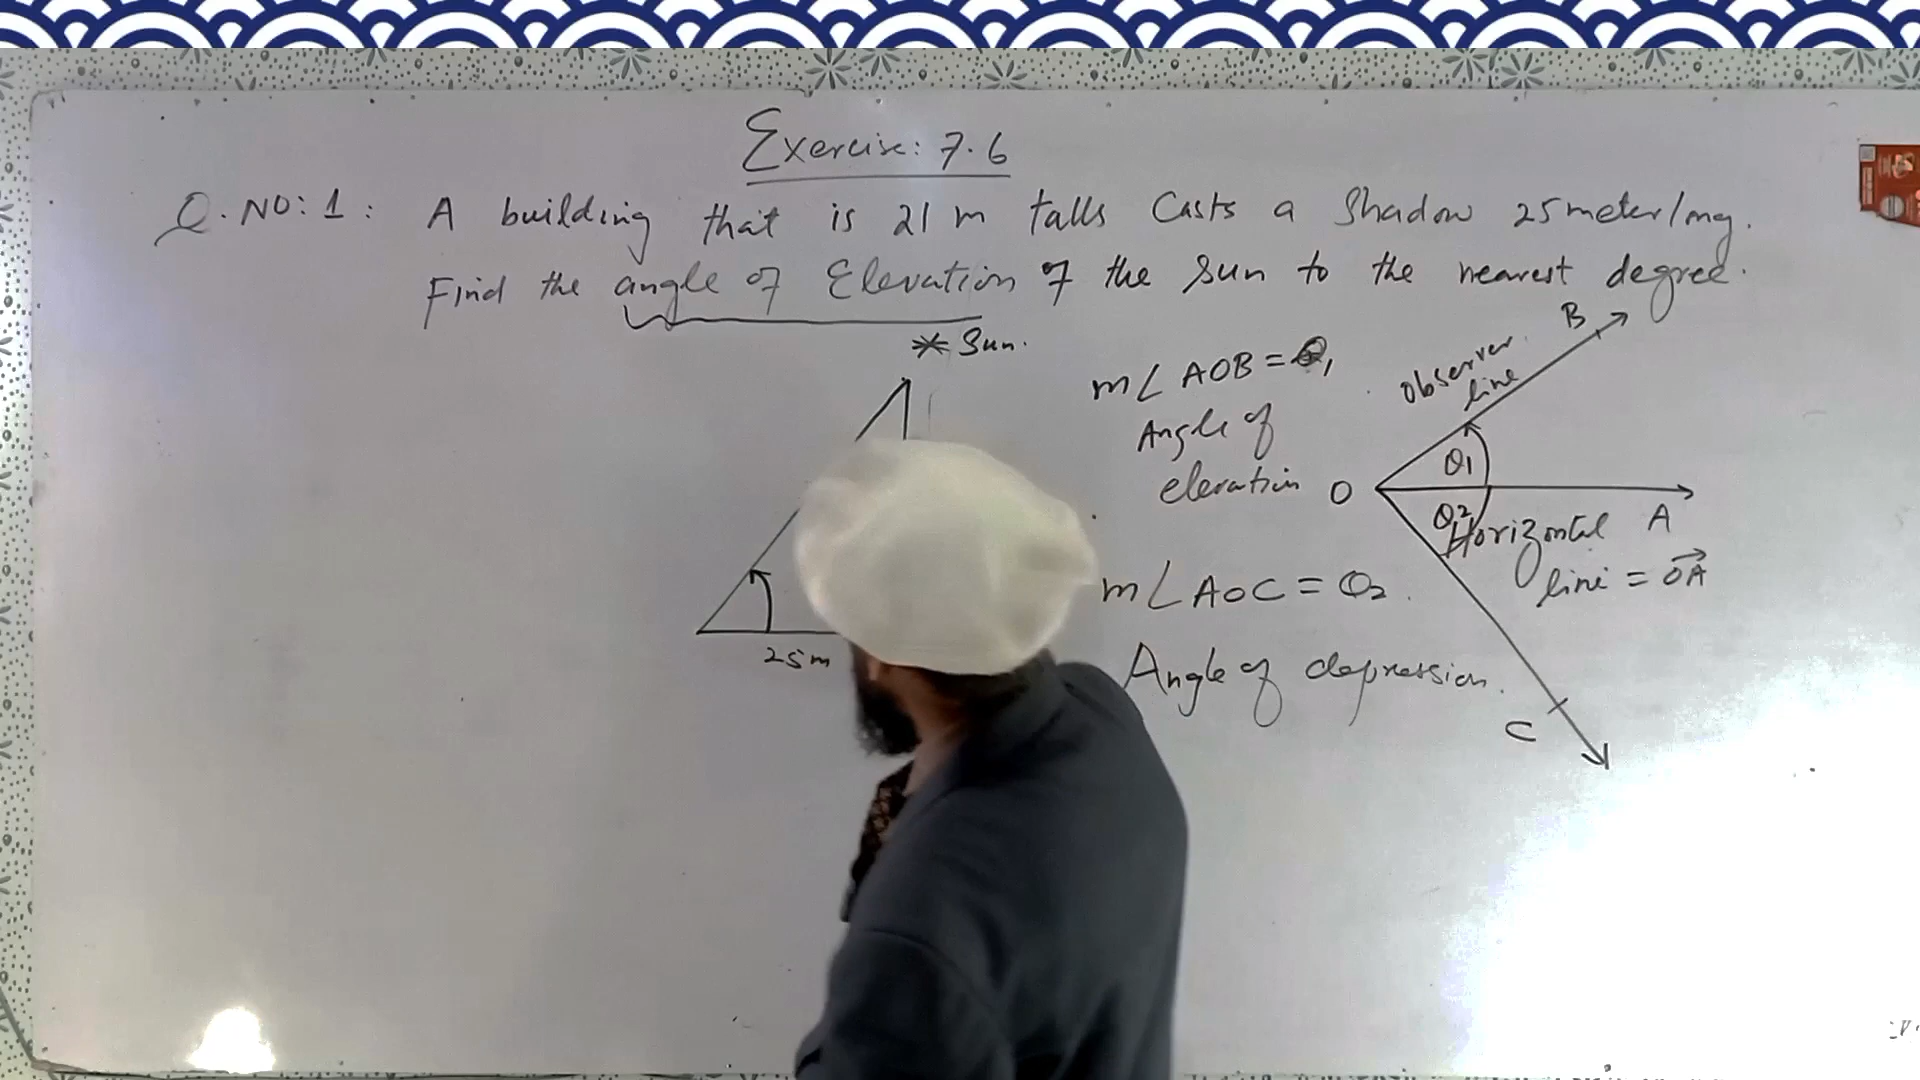 Exercise: 7.6
Q. NO: 1 : A building that is 21 m talls Casts a Shadow 25 meter long.
Find the angle of Elevation of the Sun to the nearest degree.
Sun.
25m
m∠ AOB = θ1
Angle of
elevation
m∠ AOC = θ2.
Angle of depression.
B
Observer
line
θ1
O
θ2
A
Horizontal
line = OA
C